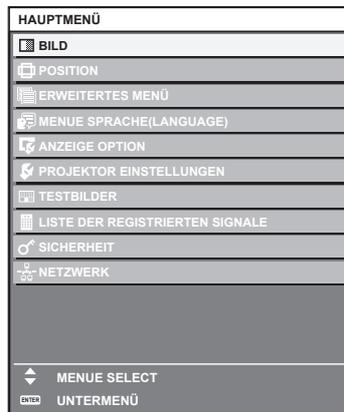 HAUPTMENÜ
BILD
POSITION
ERWEITERTES MENÜ
MENUE SPRACHE(LANGUAGE)
ANZEIGE OPTION
PROJEKTOR EINSTELLUNGEN
TESTBILDER
LISTE DER REGISTRIERTEN SIGNALE
SICHERHEIT
NETZWERK
MENUE SELECT
ENTER UNTERMENÜ